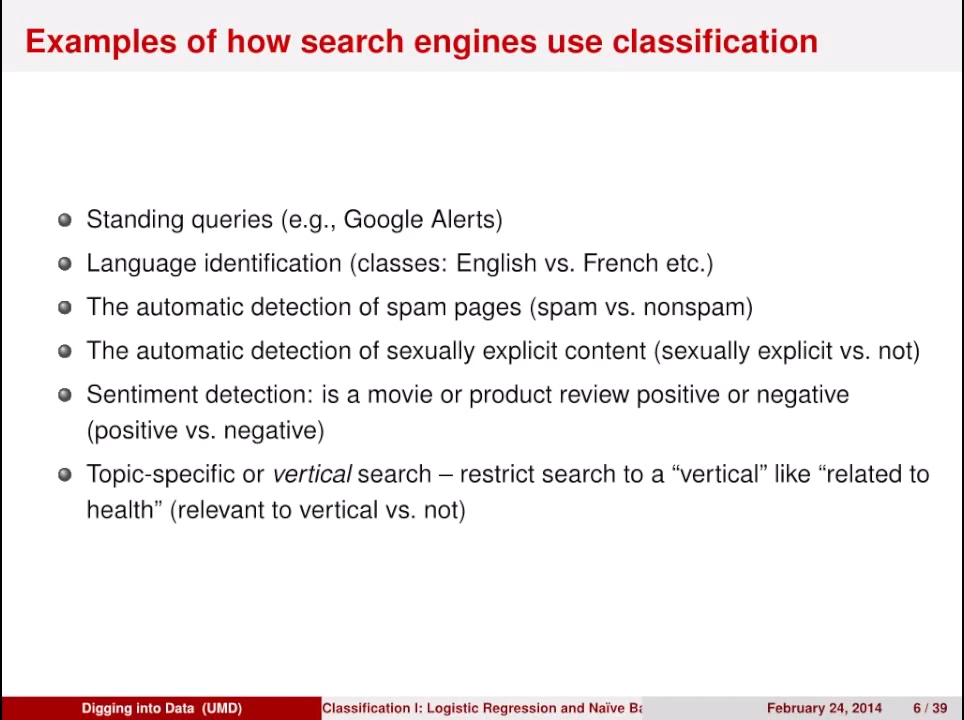 Examples of how search engines use classification
Standing queries (e.g., Google Alerts)
Language identification (classes: English vs. French etc.)
The automatic detection of spam pages (spam vs. nonspam)
The automatic detection of sexually explicit content (sexually explicit vs. not)
Sentiment detection: is a movie or product review positive or negative
(positive vs. negative)
Topic-specific or vertical search – restrict search to a “vertical” like “related to
health” (relevant to vertical vs. not)
Digging into Data (UMD) Classification I: Logistic Regression and Naïve Ba February 24, 2014 6 / 39